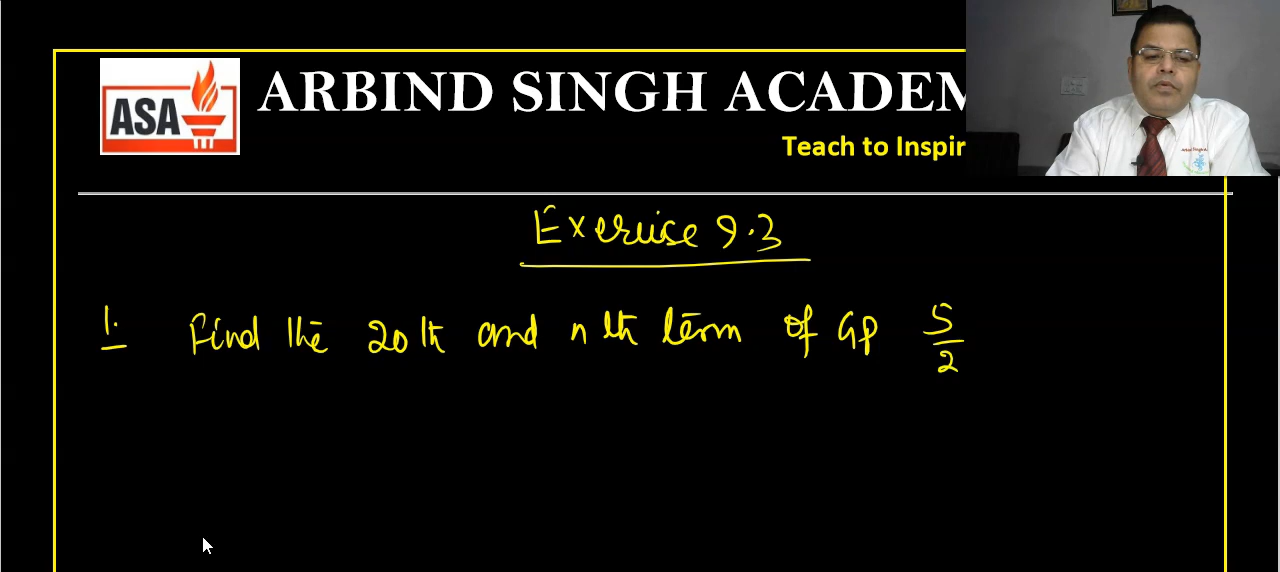 ASA
ARBIND SINGH ACADEM
Teach to Inspir
Exercise 9.3
1. Find the 20th and nth term of GP 5/2